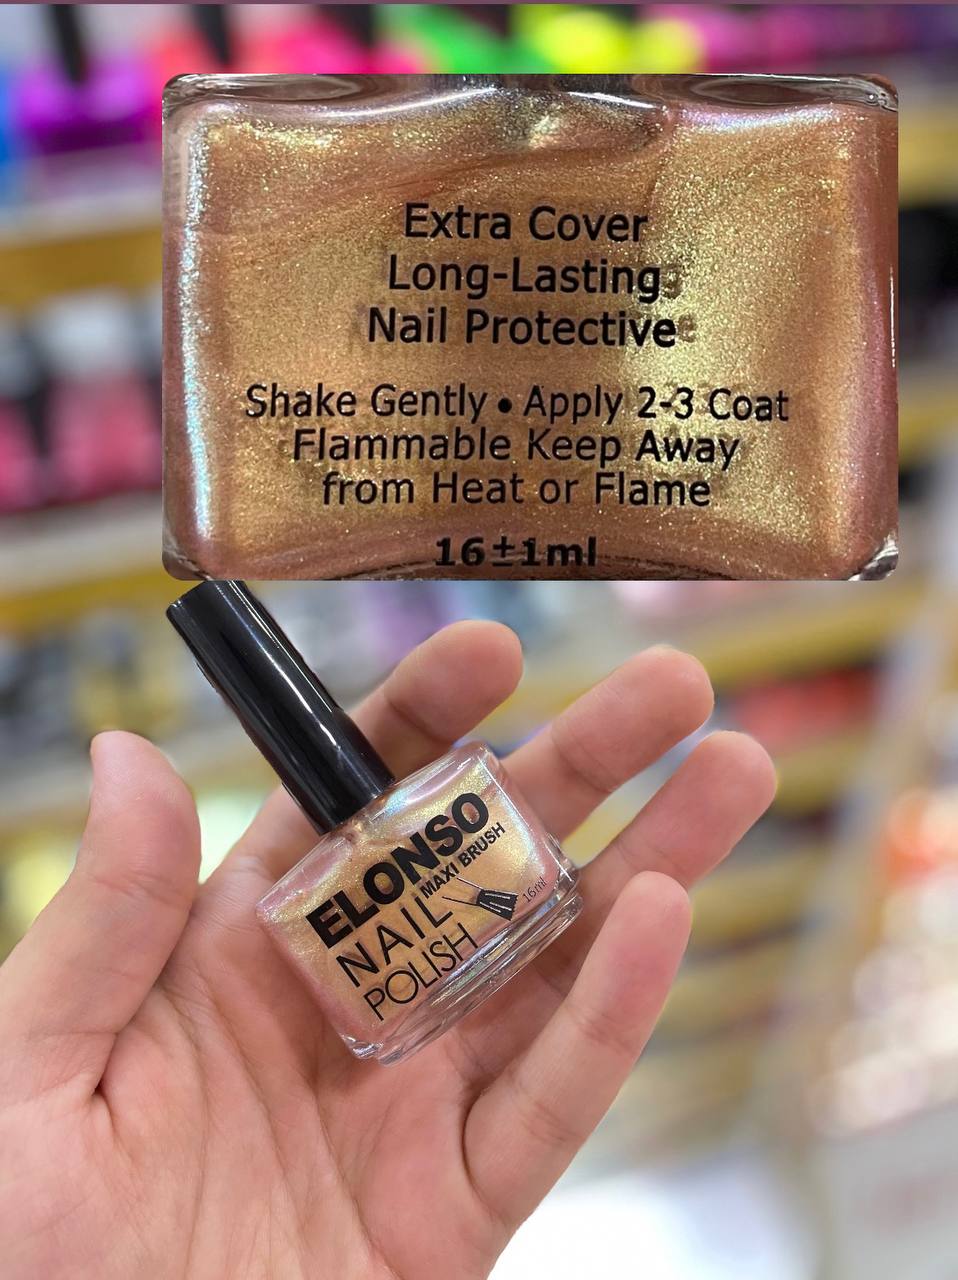 Extra Cover
Long-Lasting
Nail Protective
Shake Gently • Apply 2-3 Coat
Flammable Keep Away
from Heat or Flame
16±1ml
ELONSO
MAXI BRUSH
NAIL
POLISH
16ml